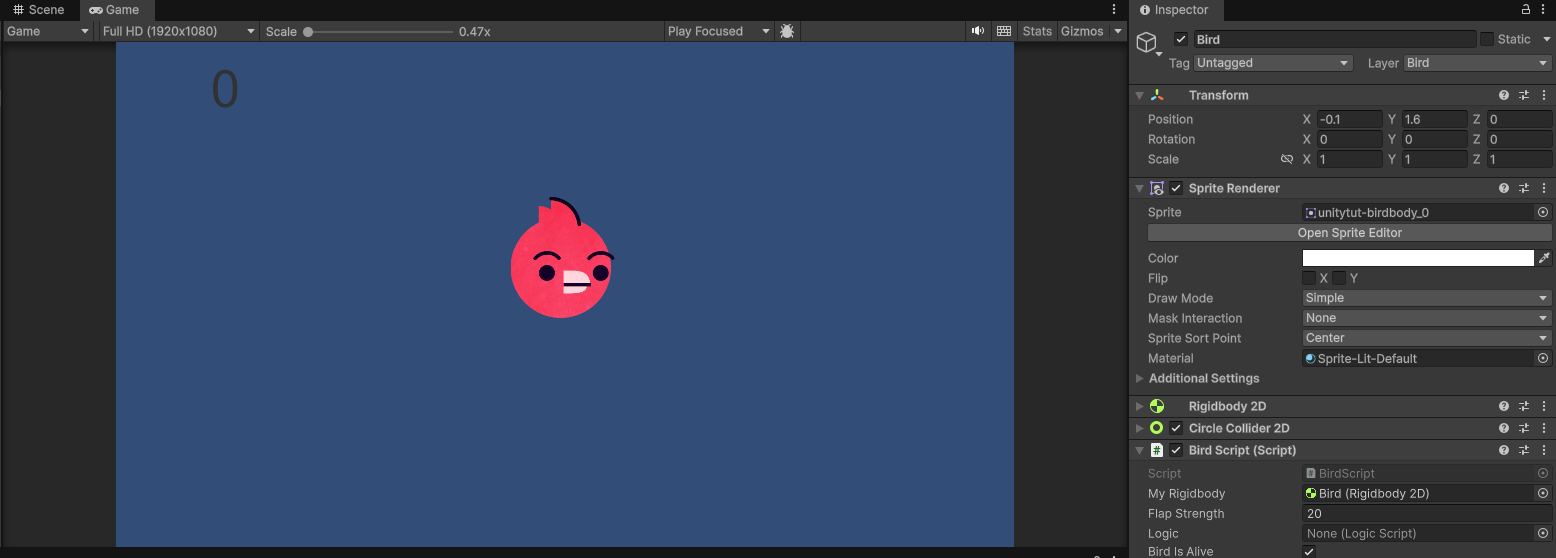 Scene Game
Game Full HD (1920x1080) Scale 0.47x Play Focused Stats Gizmos
0
Inspector
Bird Static
Tag Untagged Layer Bird
Transform
Position X -0.1 Y 1.6 Z 0
Rotation X 0 Y 0 Z 0
Scale X 1 Y 1 Z 1
Sprite Renderer
Sprite unitytut-birdbody_0
Open Sprite Editor
Color
Flip X Y
Draw Mode Simple
Mask Interaction None
Sprite Sort Point Center
Material Sprite-Lit-Default
Additional Settings
Rigidbody 2D
Circle Collider 2D
# Bird Script (Script)
Script # BirdScript
My Rigidbody Bird (Rigidbody 2D)
Flap Strength 20
Logic None (Logic Script)
Bird Is Alive